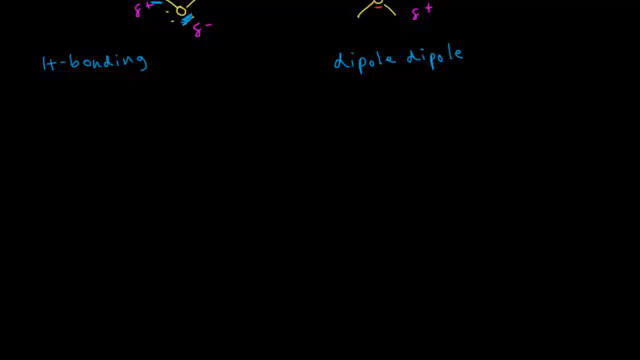 δ+
δ-
δ+
H-bonding
dipole dipole